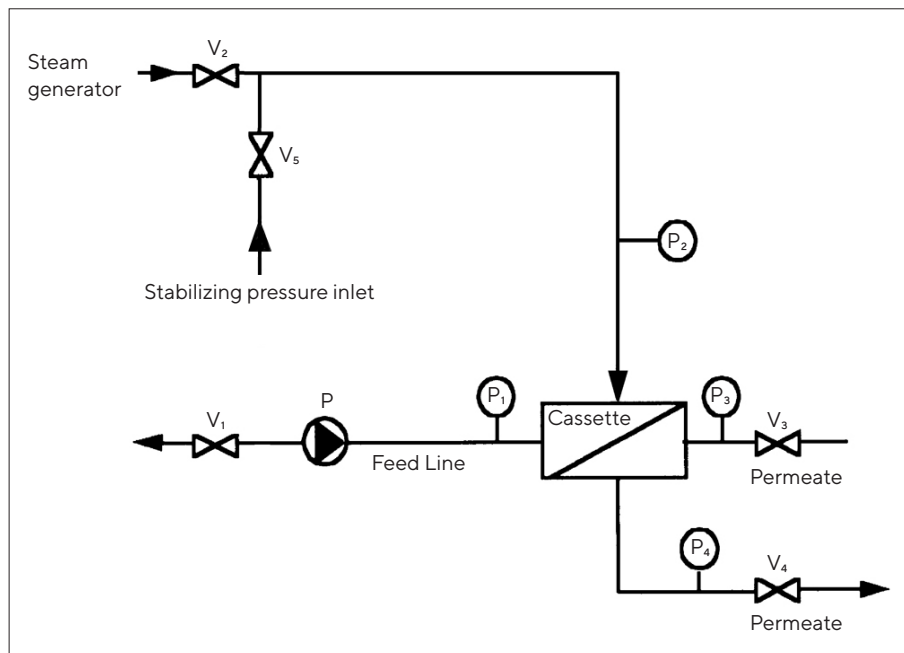 V₂
Steam
generator
V₅
P₂
Stabilizing pressure inlet
V₁
P
P₁
Cassette
P₃
V₃
Feed Line
Permeate
P₄
V₄
Permeate